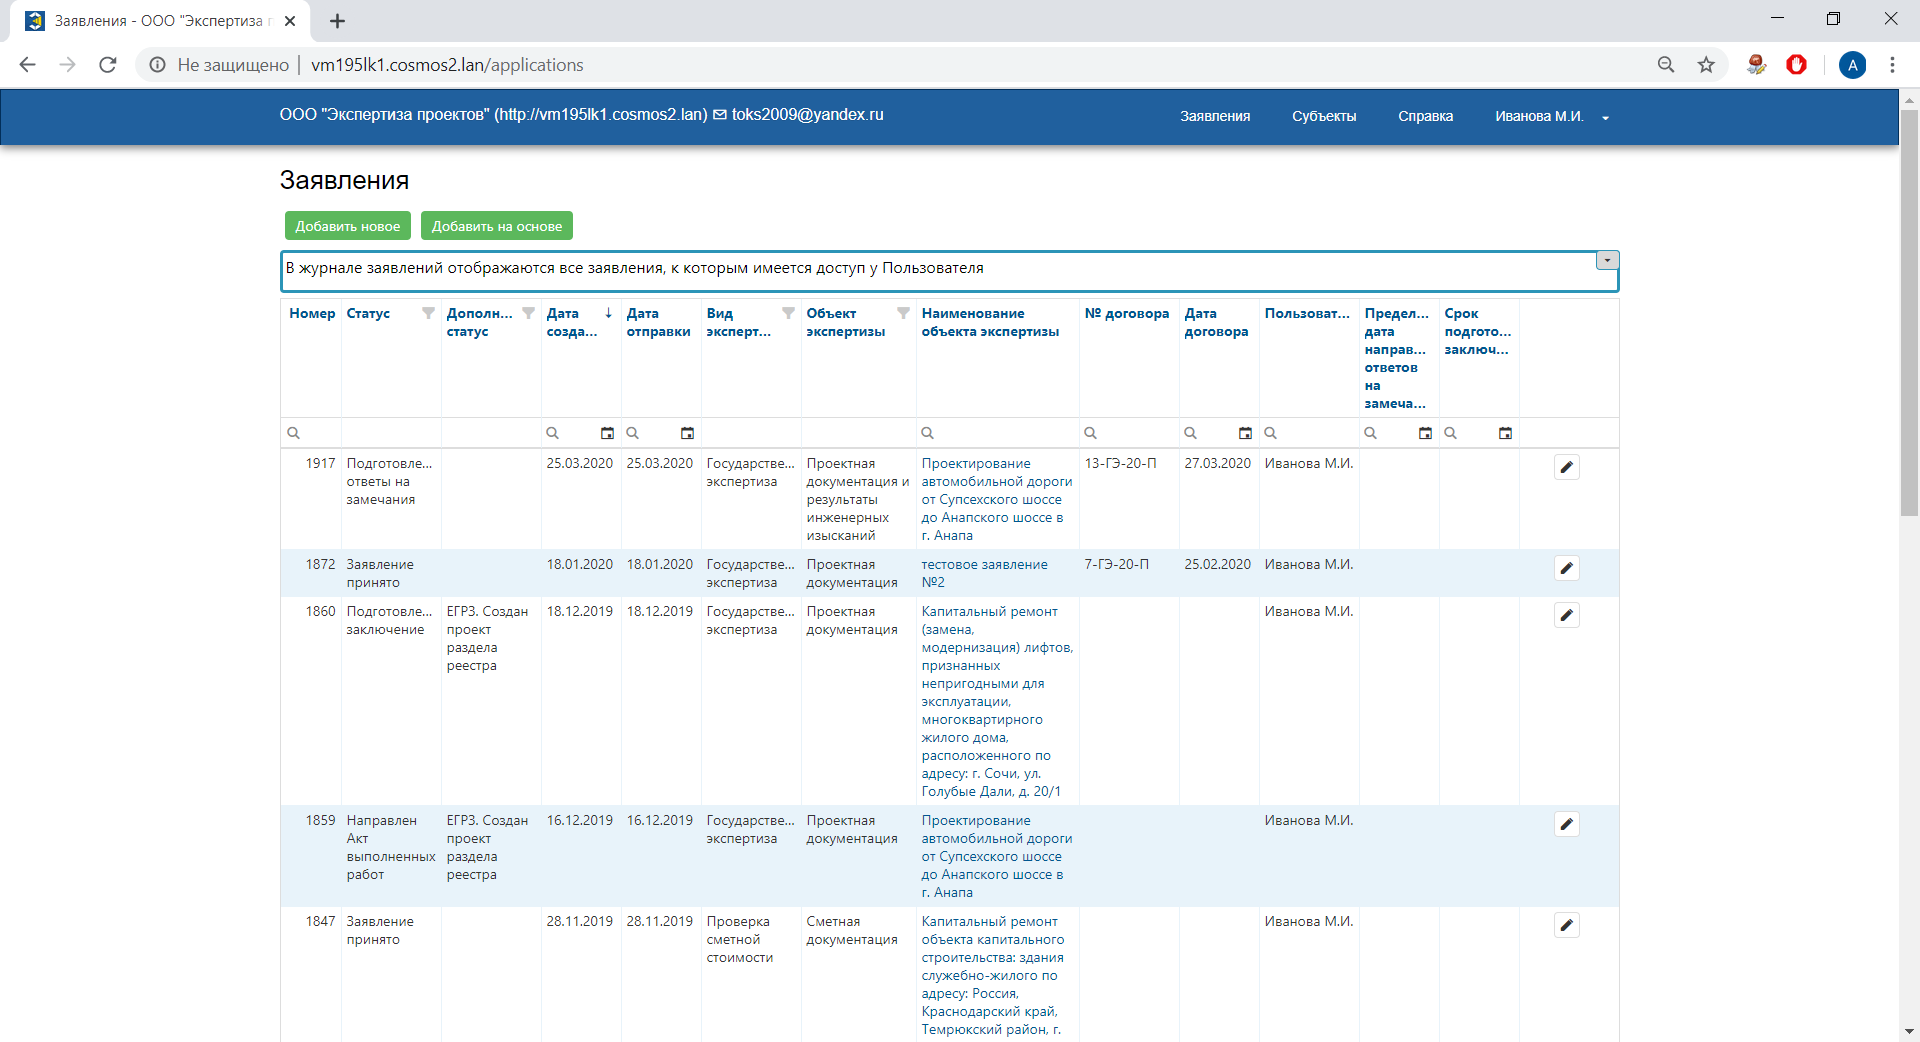 Заявления - ООО "Экспертиза п
Не защищено | vm195lk1.cosmos2.lan/applications
A
ООО "Экспертиза проектов" (http://vm195lk1.cosmos2.lan) toks2009@yandex.ru
Заявления Субъекты Справка Иванова М.И.
Заявления
Добавить новое Добавить на основе
В журнале заявлений отображаются все заявления, к которым имеется доступ у Пользователя
Номер
Статус
Дополн...
статус
Дата
созда...
Дата
отправки
Вид
эксперт...
Объект
экспертизы
Наименование
объекта экспертизы
№ договора
Дата
договора
Пользоват...
Предел...
дата
направ...
ответов
на
замеча...
Срок
подгото...
заключ...
1917
Подготовле...
ответы на
замечания
25.03.2020
25.03.2020
Государстве...
экспертиза
Проектная
документация и
результаты
инженерных
изысканий
Проектирование
автомобильной дороги
от Супсехского шоссе
до Анапского шоссе в
г. Анапа
13-ГЭ-20-П
27.03.2020
Иванова М.И.
1872
Заявление
принято
18.01.2020
18.01.2020
Государстве...
экспертиза
Проектная
документация
тестовое заявление
№2
7-ГЭ-20-П
25.02.2020
Иванова М.И.
1860
Подготовле...
заключение
ЕГРЗ. Создан
проект
раздела
реестра
18.12.2019
18.12.2019
Государстве...
экспертиза
Проектная
документация
Капитальный ремонт
(замена,
модернизация) лифтов,
признанных
непригодными для
эксплуатации,
многоквартирного
жилого дома,
расположенного по
адресу: г. Сочи, ул.
Голубые Дали, д. 20/1
Иванова М.И.
1859
Направлен
Акт
выполненных
работ
ЕГРЗ. Создан
проект
раздела
реестра
16.12.2019
16.12.2019
Государстве...
экспертиза
Проектная
документация
Проектирование
автомобильной дороги
от Супсехского шоссе
до Анапского шоссе в
г. Анапа
Иванова М.И.
1847
Заявление
принято
28.11.2019
28.11.2019
Проверка
сметной
стоимости
Сметная
документация
Капитальный ремонт
объекта капитального
строительства: здания
служебно-жилого по
адресу: Россия,
Краснодарский край,
Темрюкский район, г.
Иванова М.И.